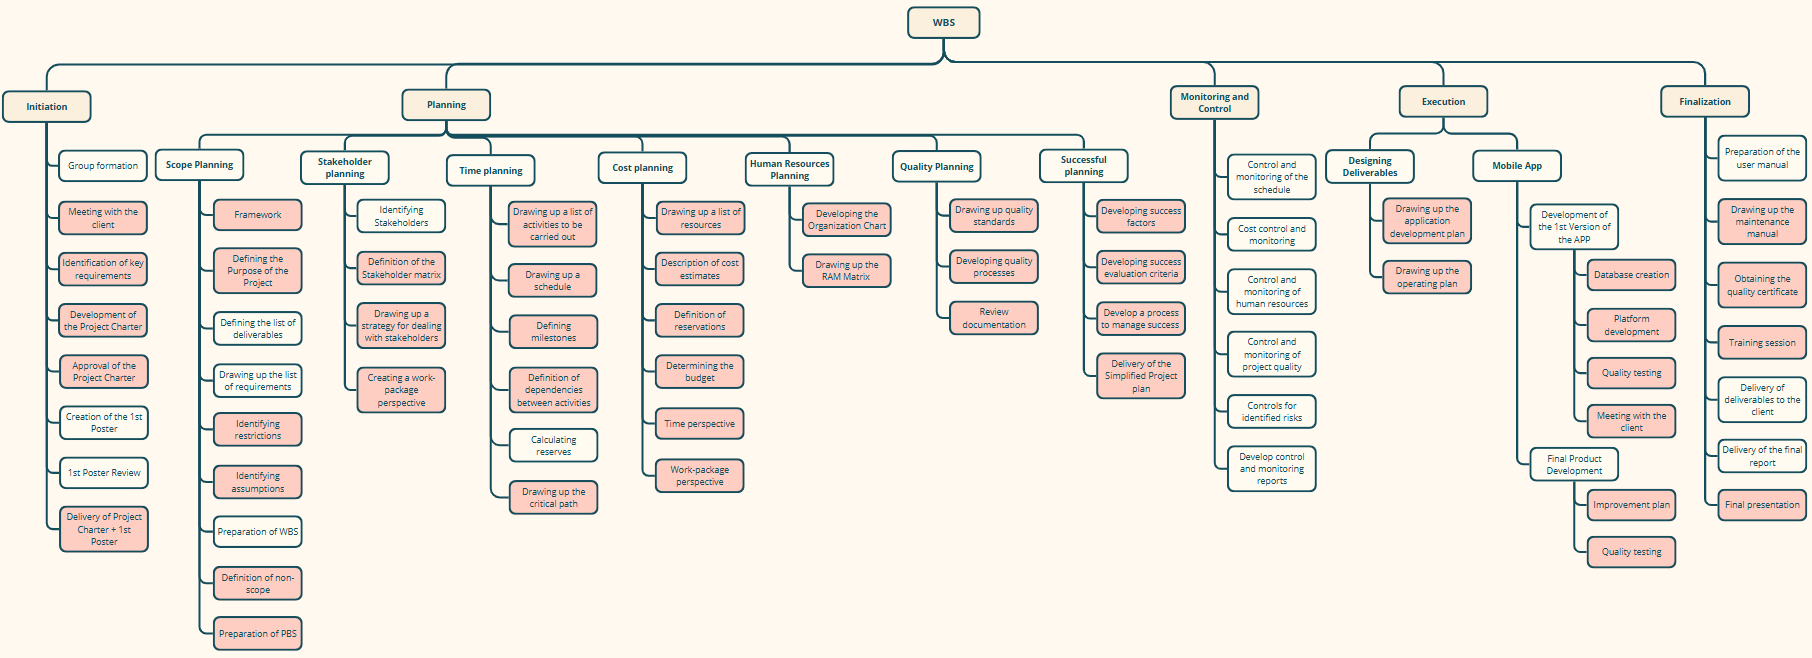 WBS
Initiation
Group formation
Meeting with the
client
Identification of key
requirements
Development of
the Project Charter
Approval of the
Project Charter
Creation of the 1st
Poster
1st Poster Review
Delivery of Project
Charter + 1st
Poster
Planning
Scope Planning
Framework
Defining the
Purpose of the
Project
Defining the list of
deliverables
Drawing up the list
of requirements
Identifying
restrictions
Identifying
assumptions
Preparation of WBS
Definition of non-
scope
Preparation of PBS
Stakeholder
planning
Identifying
Stakeholders
Definition of the
Stakeholder matrix
Drawing up a
strategy for dealing
with stakeholders
Creating a work-
package
perspective
Time planning
Drawing up a list of
activities to be
carried out
Drawing up a
schedule
Defining
milestones
Definition of
dependencies
between activities
Calculating
reserves
Drawing up the
critical path
Cost planning
Drawing up a list of
resources
Description of cost
estimates
Definition of
reservations
Determining the
budget
Time perspective
Work-package
perspective
Human Resources
Planning
Developing the
Organization Chart
Drawing up the
RAM Matrix
Quality Planning
Drawing up quality
standards
Developing quality
processes
Review
documentation
Successful
planning
Developing success
factors
Developing success
evaluation criteria
Develop a process
to manage success
Delivery of the
Simplified Project
plan
Monitoring and
Control
Control and
monitoring of the
schedule
Cost control and
monitoring
Control and
monitoring of
human resources
Control and
monitoring of
project quality
Controls for
identified risks
Develop control
and monitoring
reports
Execution
Designing
Deliverables
Drawing up the
application
development plan
Drawing up the
operating plan
Mobile App
Development of
the 1st Version of
the APP
Database creation
Platform
development
Quality testing
Meeting with the
client
Final Product
Development
Improvement plan
Quality testing
Finalization
Preparation of the
user manual
Drawing up the
maintenance
manual
Obtaining the
quality certificate
Training session
Delivery of
deliverables to the
client
Delivery of the final
report
Final presentation